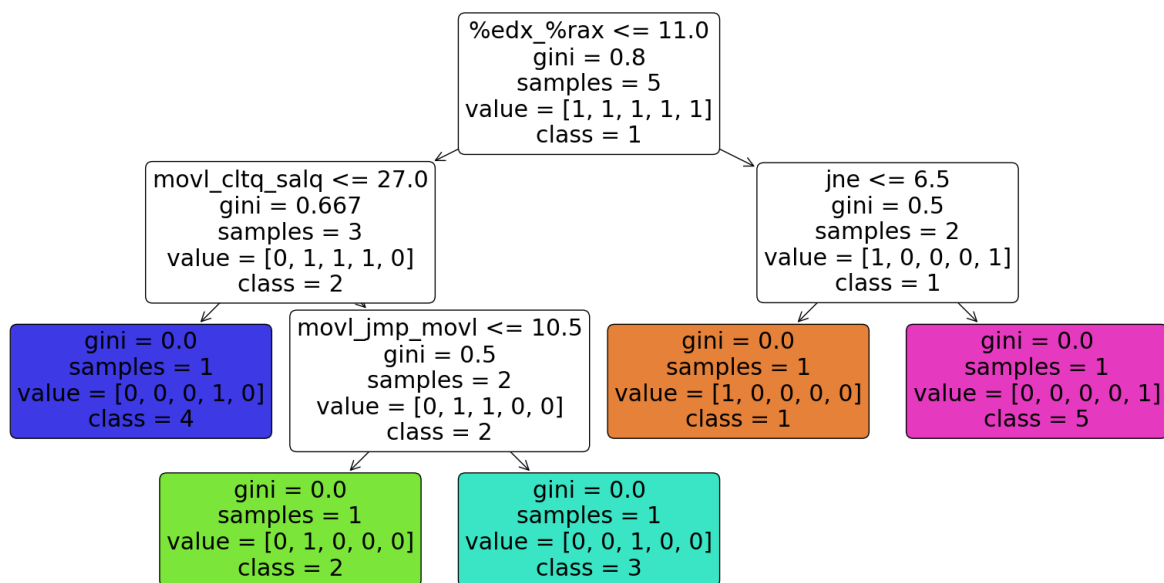 %edx_%rax <= 11.0
gini = 0.8
samples = 5
value = [1, 1, 1, 1, 1]
class = 1
movl_cltq_salq <= 27.0
gini = 0.667
samples = 3
value = [0, 1, 1, 1, 0]
class = 2
jne <= 6.5
gini = 0.5
samples = 2
value = [1, 0, 0, 0, 1]
class = 1
gini = 0.0
samples = 1
value = [0, 0, 0, 1, 0]
class = 4
movl_jmp_movl <= 10.5
gini = 0.5
samples = 2
value = [0, 1, 1, 0, 0]
class = 2
gini = 0.0
samples = 1
value = [1, 0, 0, 0, 0]
class = 1
gini = 0.0
samples = 1
value = [0, 0, 0, 0, 1]
class = 5
gini = 0.0
samples = 1
value = [0, 1, 0, 0, 0]
class = 2
gini = 0.0
samples = 1
value = [0, 0, 1, 0, 0]
class = 3